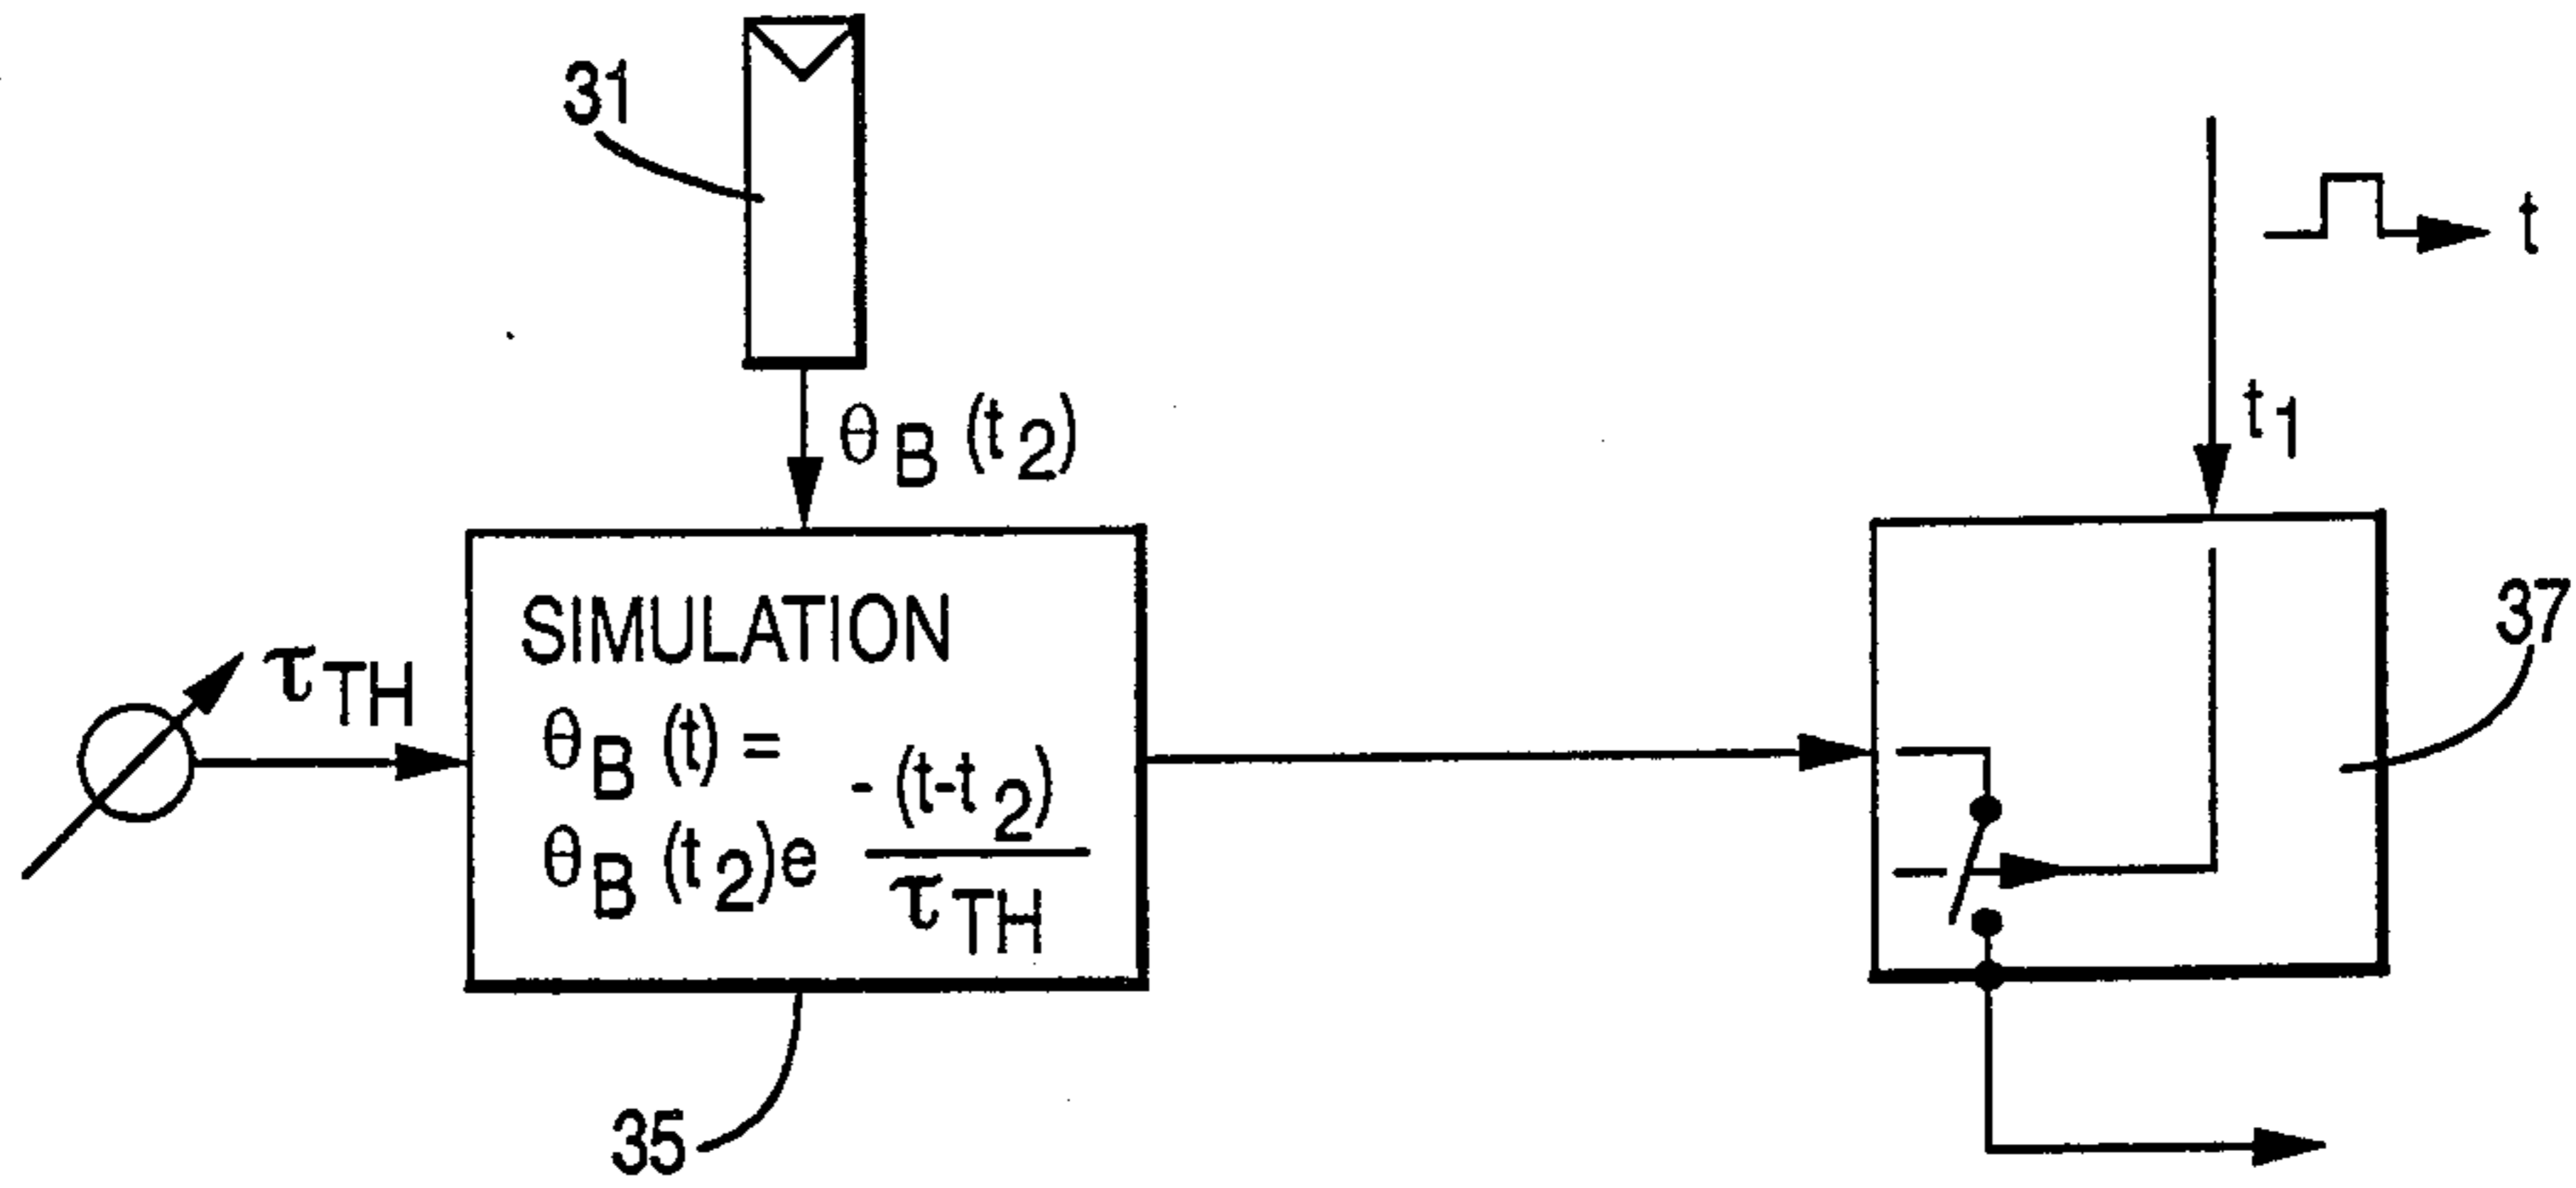 31
t
θB (t2)
t1
τTH
SIMULATION
θB (t) =
θB (t2)e -(t-t2)
τTH
37
35